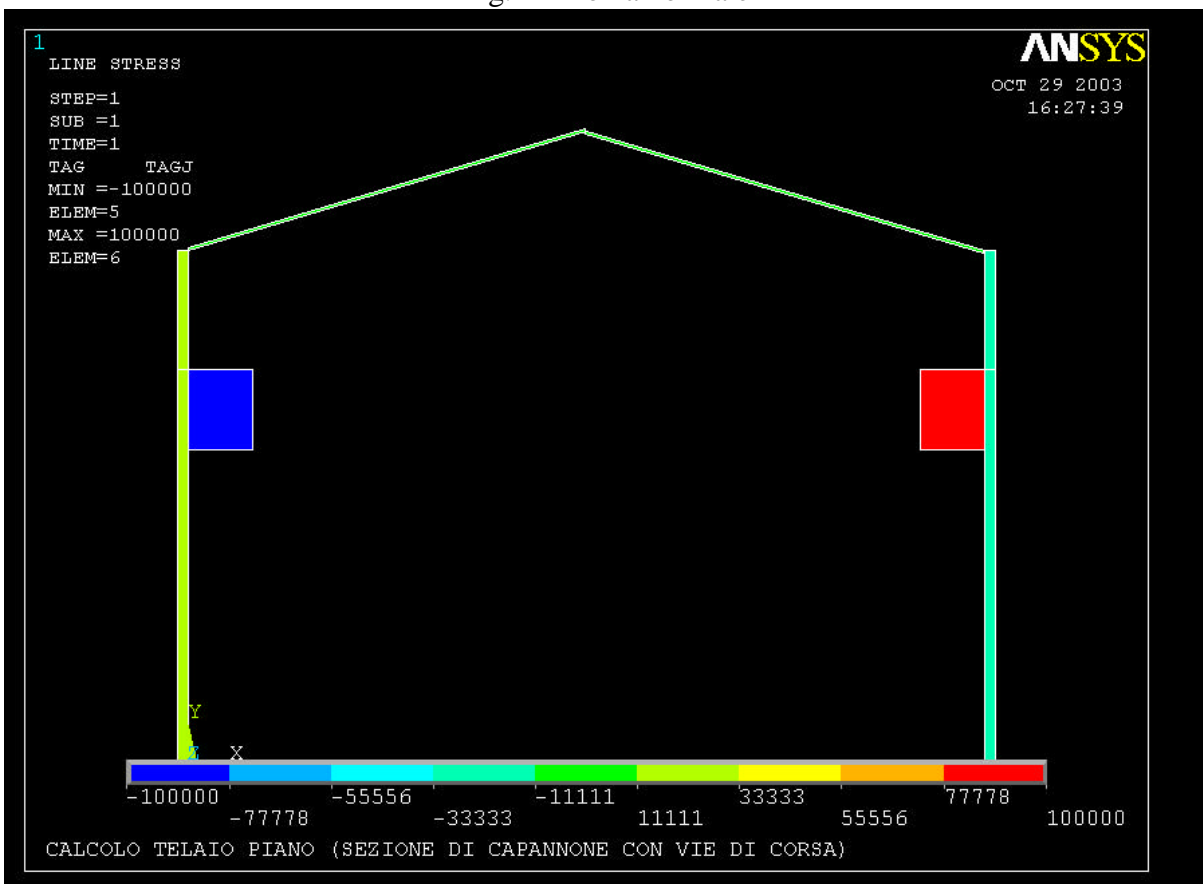 1
ANSYS
LINE STRESS
OCT 29 2003
16:27:39
STEP=1
SUB =1
TIME=1
TAG TAGJ
MIN =-100000
ELEM=5
MAX =100000
ELEM=6
Y
Z X
-100000 -55556 -11111 33333 77778
-77778 -33333 11111 55556 100000
CALCOLO TELAIO PIANO (SEZIONE DI CAPANNONE CON VIE DI CORSA)